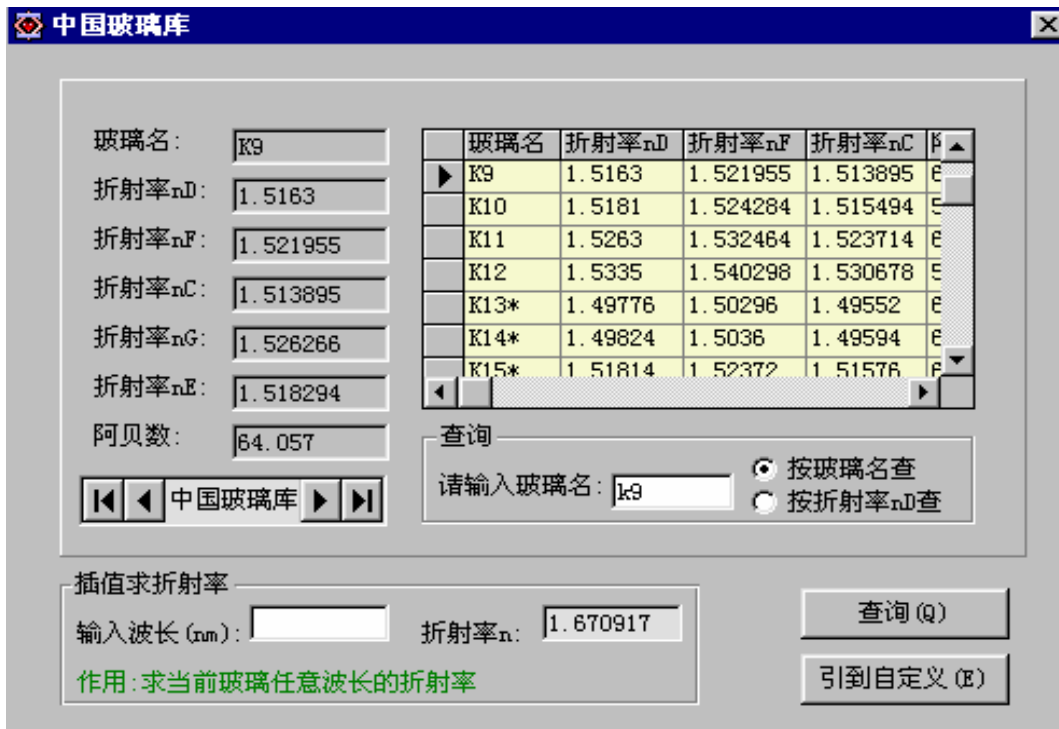 中国玻璃库
玻璃名: K9
折射率nD: 1.5163
折射率nF: 1.521955
折射率nC: 1.513895
折射率nG: 1.526266
折射率nE: 1.518294
阿贝数: 64.057
中国玻璃库
玻璃名 折射率nD 折射率nF 折射率nC
K9 1.5163 1.521955 1.513895 6
K10 1.5181 1.524284 1.515494 5
K11 1.5263 1.532464 1.523714 6
K12 1.5335 1.540298 1.530678 5
K13* 1.49776 1.50296 1.49552 6
K14* 1.49824 1.5036 1.49594 6
K15* 1.51814 1.52372 1.51576 6
查询
请输入玻璃名: k9
按玻璃名查
按折射率nD查
插值求折射率
输入波长(nm): 折射率n: 1.670917
作用:求当前玻璃任意波长的折射率
查询(Q)
引到自定义(E)